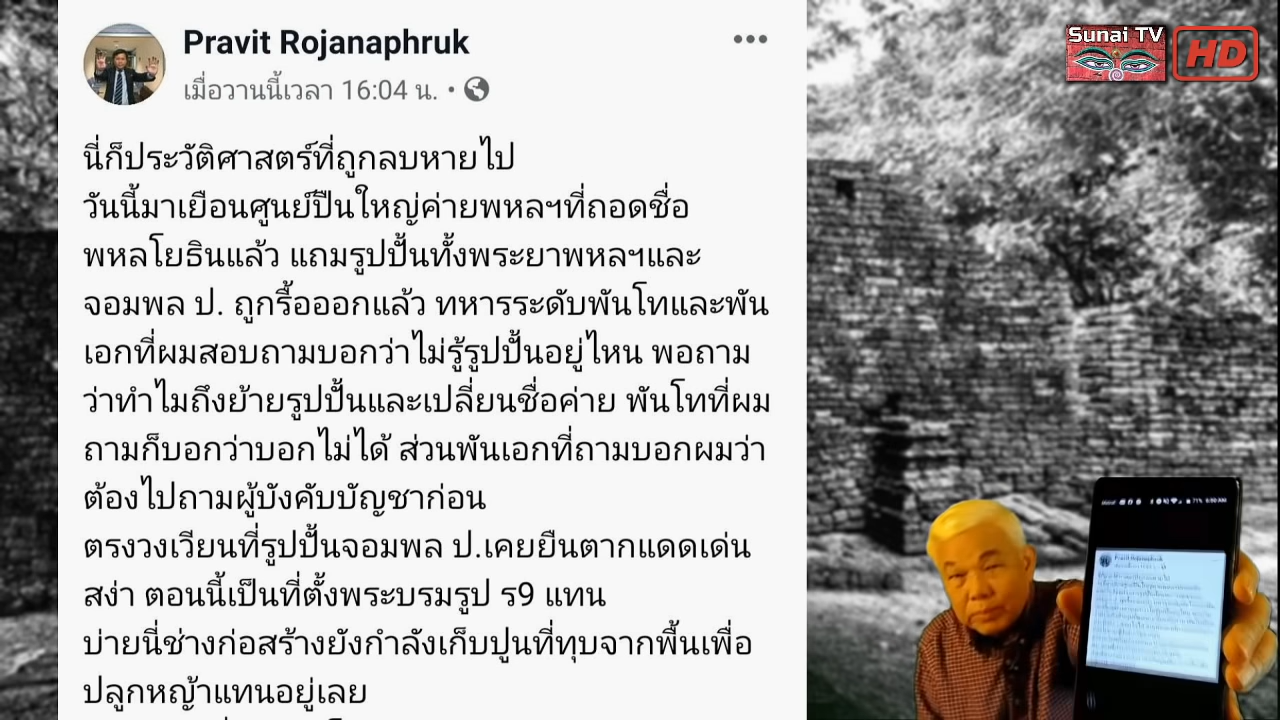 Pravit Rojanaphruk
เมื่อวานนี้เวลา 16:04 น.
นี่ก็ประวัติศาสตร์ที่ถูกลบหายไป
วันนี้มาเยือนศูนย์ปืนใหญ่ค่ายพหลฯที่ถอดชื่อ
พหลโยธินแล้ว แถมรูปปั้นทั้งพระยาพหลฯและ
จอมพล ป. ถูกรื้อออกแล้ว ทหารระดับพันโทและพัน
เอกที่ผมสอบถามบอกว่าไม่รู้รูปปั้นอยู่ไหน พอถาม
ว่าทำไมถึงย้ายรูปปั้นและเปลี่ยนชื่อค่าย พันโทที่ผม
ถามก็บอกว่าบอกไม่ได้ ส่วนพันเอกที่ถามบอกผมว่า
ต้องไปถามผู้บังคับบัญชาก่อน
ตรงวงเวียนที่รูปปั้นจอมพล ป.เคยยืนตากแดดเด่น
สง่า ตอนนี้เป็นที่ตั้งพระบรมรูป ร9 แทน
บ่ายนี่ช่างก่อสร้างยังกำลังเก็บปูนที่ทุบจากพื้นเพื่อ
ปลูกหญ้าแทนอยู่เลย
Sunai TV
HD